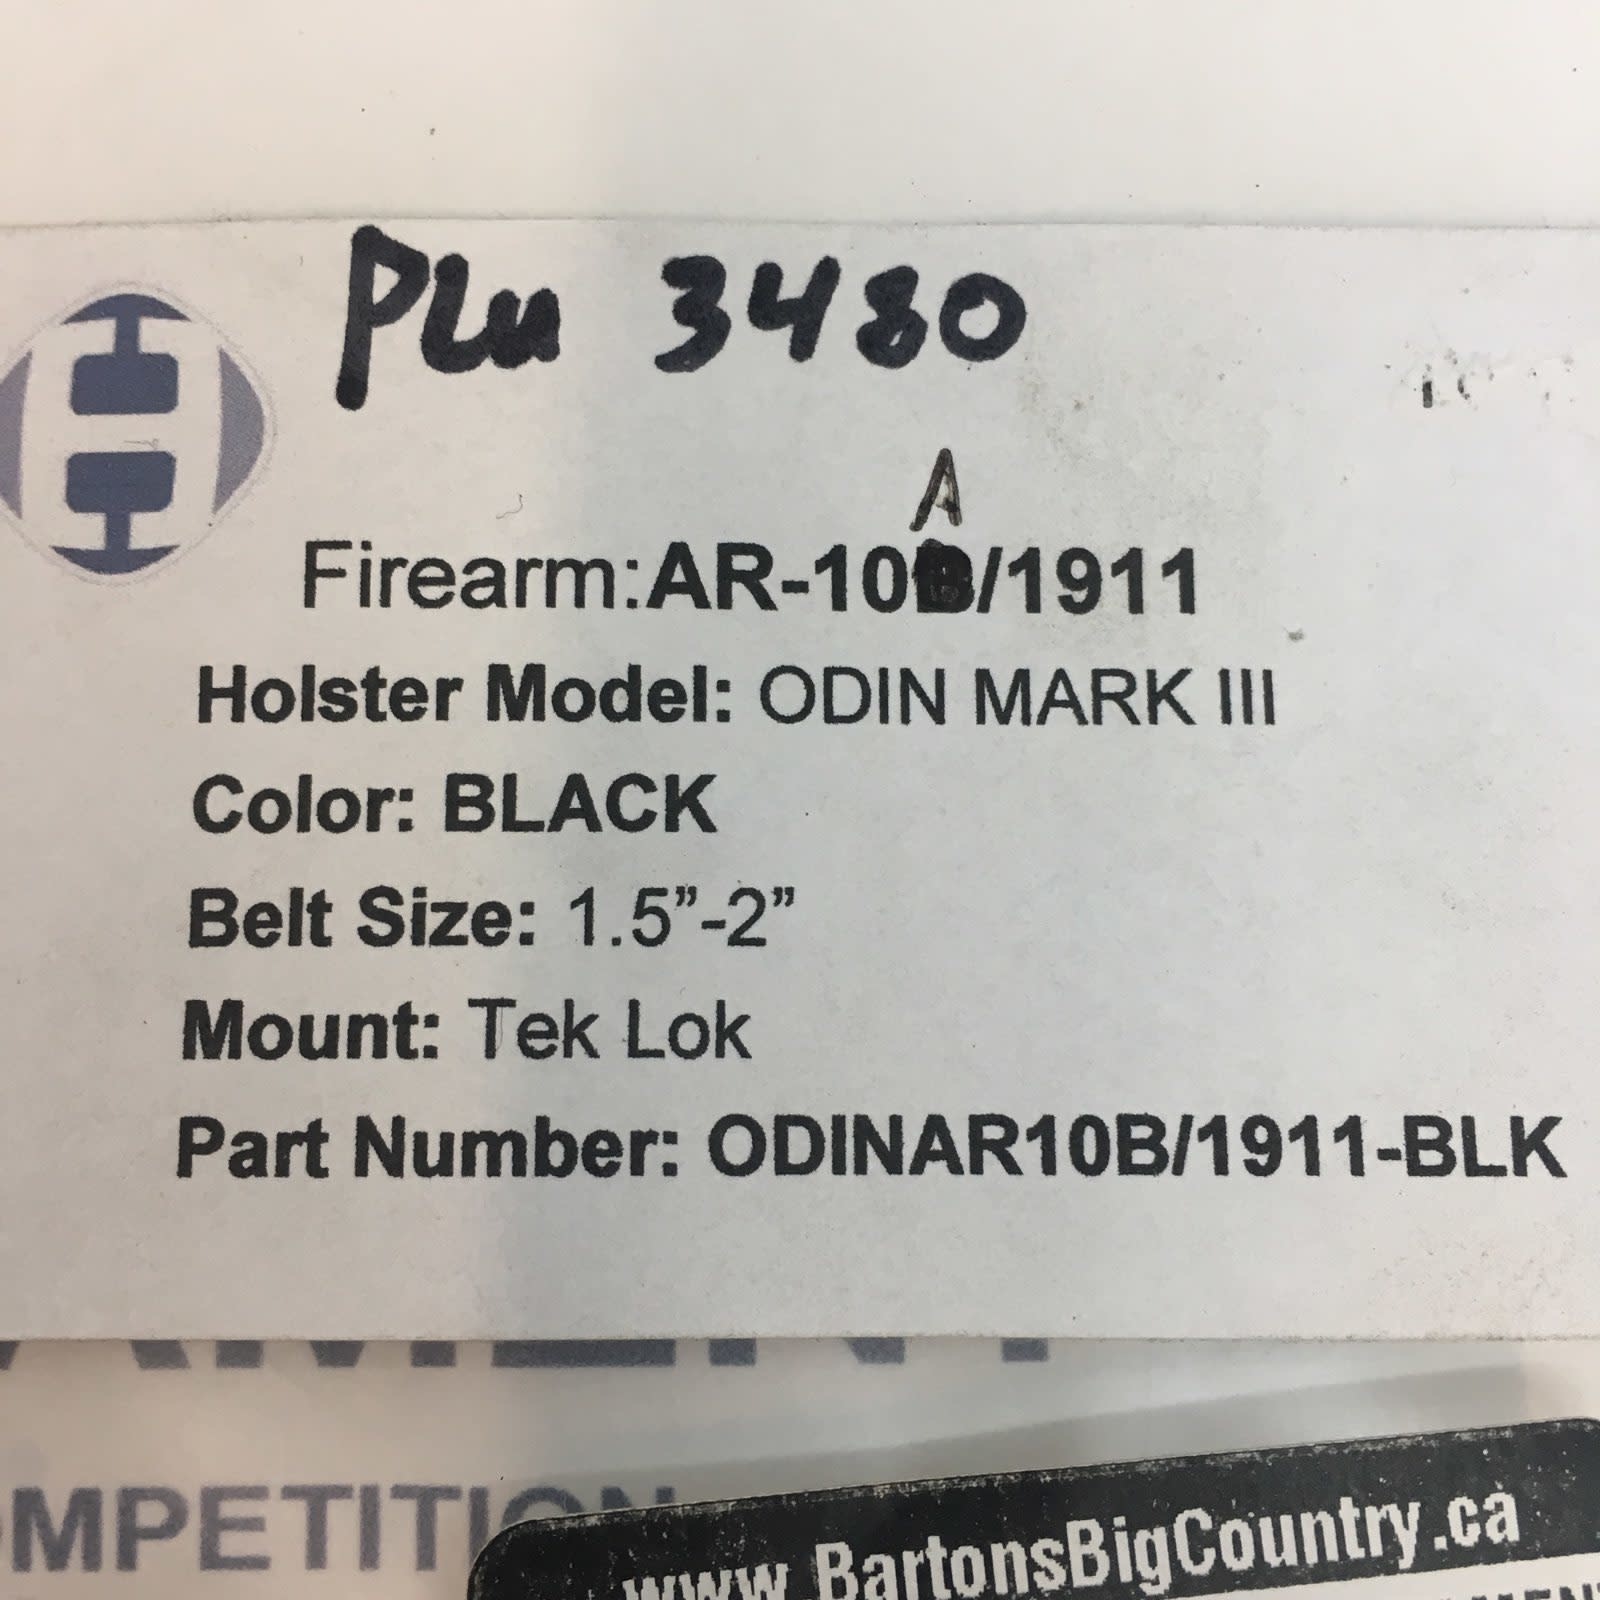 PLu 3480
A
Firearm:AR-10B/1911
Holster Model: ODIN MARK III
Color: BLACK
Belt Size: 1.5”-2”
Mount: Tek Lok
Part Number: ODINAR10B/1911-BLK
www.BartonsBigCountry.ca